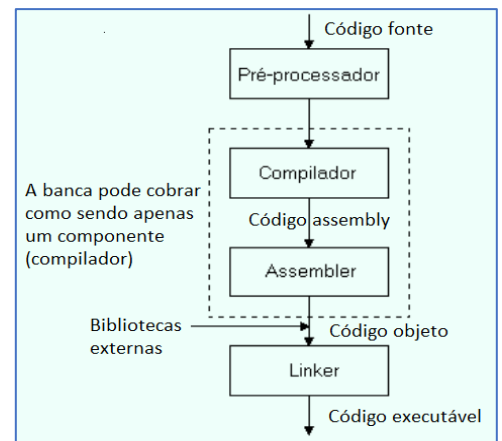 Código fonte
Pré-processador
Compilador
A banca pode cobrar
como sendo apenas
um componente
(compilador)
Código assembly
Assembler
Bibliotecas
externas
Código objeto
Linker
Código executável